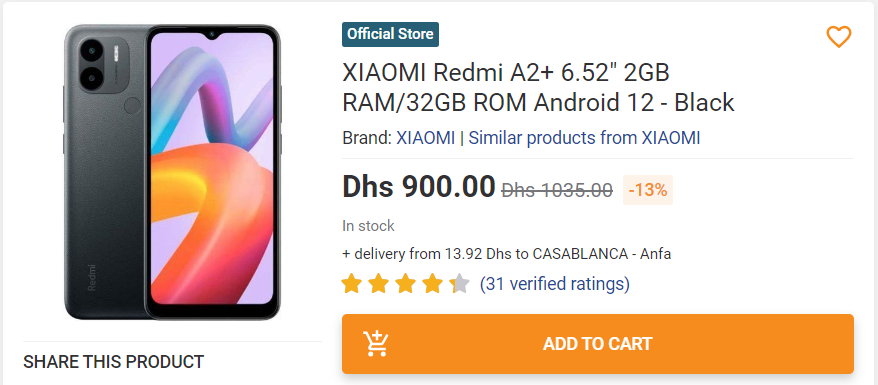 Official Store
XIAOMI Redmi A2+ 6.52" 2GB
RAM/32GB ROM Android 12 - Black
Brand: XIAOMI | Similar products from XIAOMI
Dhs 900.00 Dhs 1035.00 -13%
In stock
+ delivery from 13.92 Dhs to CASABLANCA - Anfa
(31 verified ratings)
ADD TO CART
Redmi
SHARE THIS PRODUCT